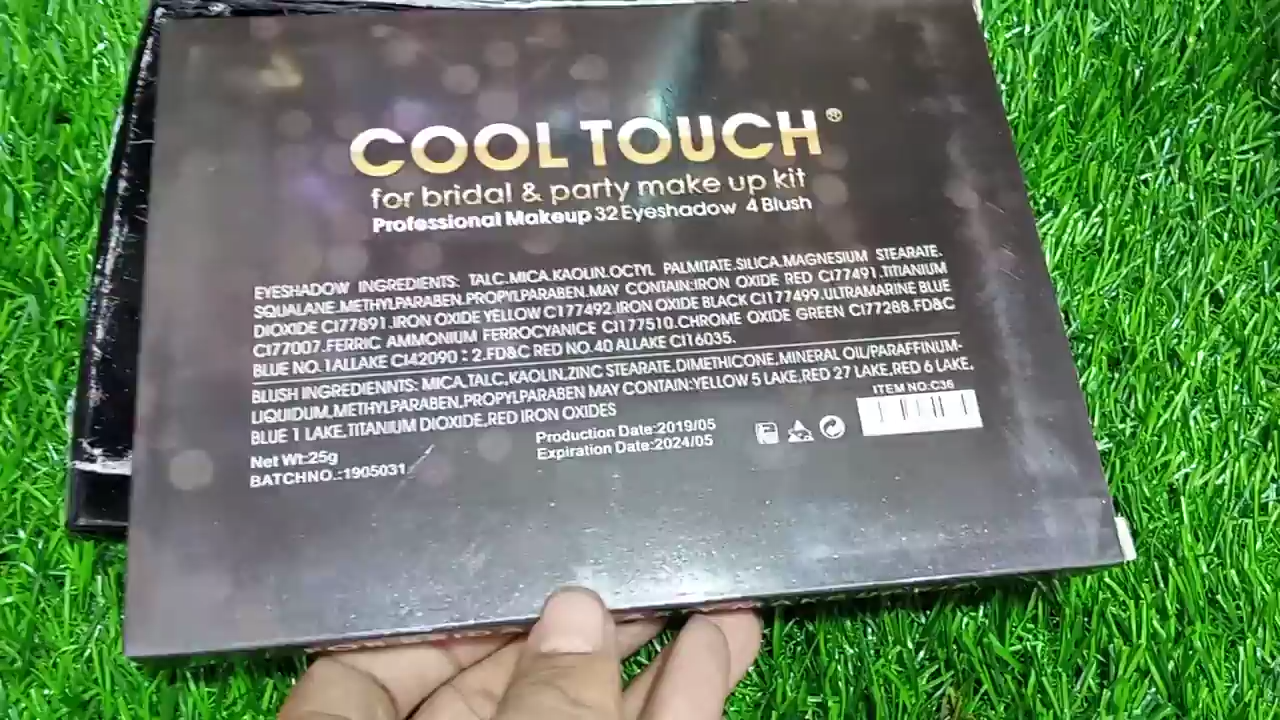 COOL TOUCH®
for bridal & party make up kit
Professional Makeup 32 Eyeshadow 4 Blush
EYESHADOW INGREDIENTS: TALC.MICA.KAOLIN.OCTYL PALMITATE.SILICA.MAGNESIUM STEARATE.
SQUALANE.METHYLPARABEN.PROPYLPARABEN.MAY CONTAIN:IRON OXIDE RED CI77491.TITANIUM
DIOXIDE CI77891.IRON OXIDE YELLOW C177492.IRON OXIDE BLACK CI177499.ULTRAMARINE BLUE
CI77007.FERRIC AMMONIUM FERROCYANICE CI177510.CHROME OXIDE GREEN CI77288.FD&C
BLUE NO.1ALLAKE CI42090:2.FD&C RED NO.40 ALLAKE CI16035.
BLUSH INGREDIENNTS: MICA,TALC,KAOLIN,ZINC STEARATE,DIMETHICONE,MINERAL OIL/PARAFFINUM-
LIQUIDUM,METHYLPARABEN,PROPYLPARABEN MAY CONTAIN:YELLOW 5 LAKE,RED 27 LAKE,RED 6 LAKE,
BLUE 1 LAKE,TITANIUM DIOXIDE,RED IRON OXIDES
ITEM NO:C36
Net Wt:25g
BATCHNO.:1905031
Production Date:2019/05
Expiration Date:2024/05